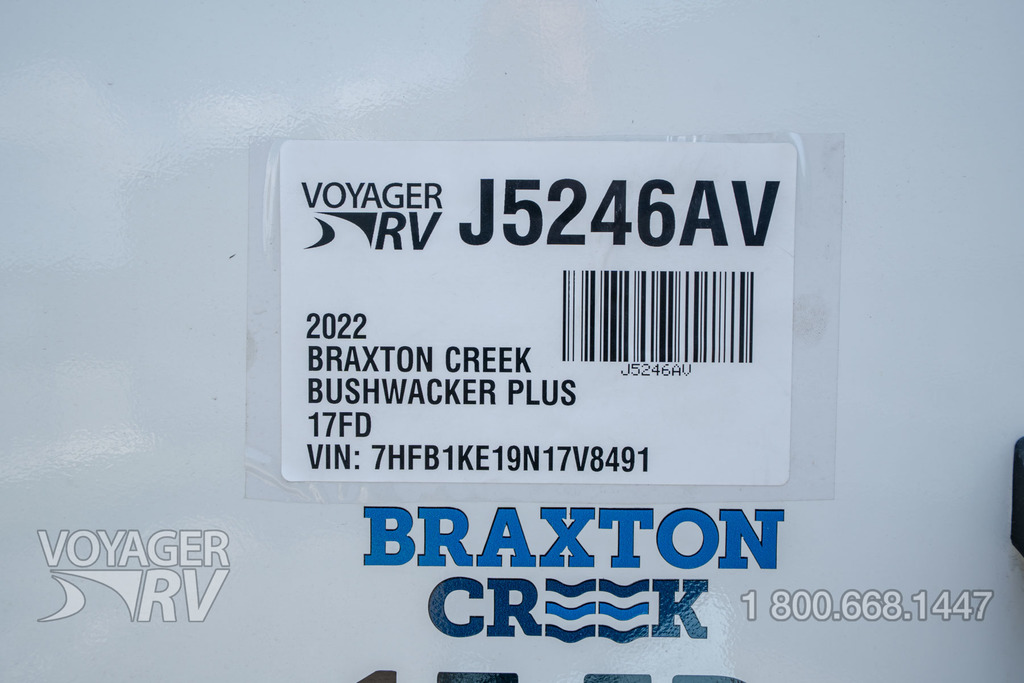 VOYAGER
RV
J5246AV
J5246AV
2022
BRAXTON CREEK
BUSHWACKER PLUS
17FD
VIN: 7HFB1KE19N17V8491
BRAXTON
CREEK
VOYAGER
RV
1 800.668.1447